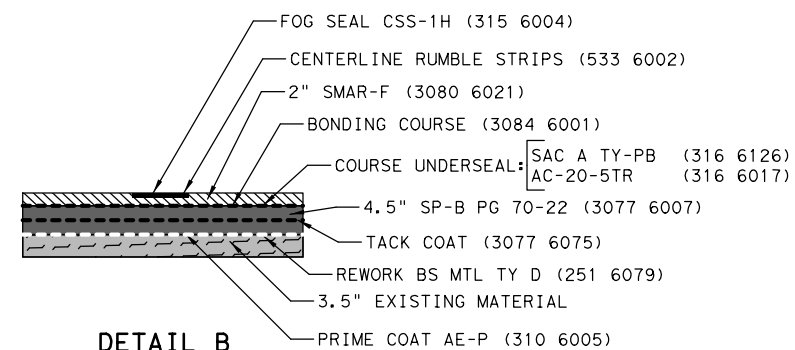 FOG SEAL CSS-1H (315 6004)
CENTERLINE RUMBLE STRIPS (533 6002)
2" SMAR-F (3080 6021)
BONDING COURSE (3084 6001)
COURSE UNDERSEAL: SAC A TY-PB (316 6126)
AC-20-5TR (316 6017)
4.5" SP-B PG 70-22 (3077 6007)
TACK COAT (3077 6075)
REWORK BS MTL TY D (251 6079)
3.5" EXISTING MATERIAL
PRIME COAT AE-P (310 6005)
DETAIL B